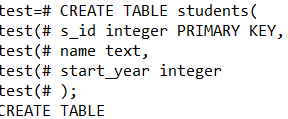 test=# CREATE TABLE students(
test(# s_id integer PRIMARY KEY,
test(# name text,
test(# start_year integer
test(# );
CREATE TABLE